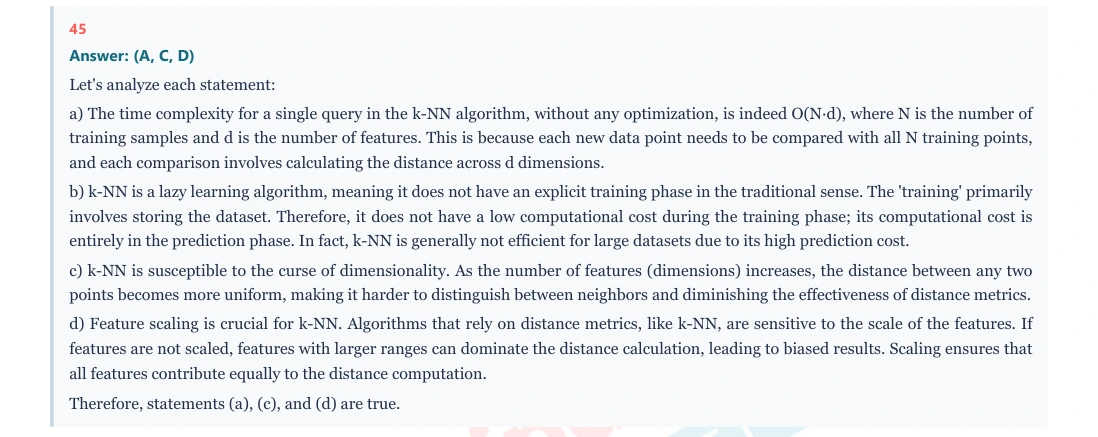 45
Answer: (A, C, D)
Let's analyze each statement:
a) The time complexity for a single query in the k-NN algorithm, without any optimization, is indeed O(N·d), where N is the number of
training samples and d is the number of features. This is because each new data point needs to be compared with all N training points,
and each comparison involves calculating the distance across d dimensions.
b) k-NN is a lazy learning algorithm, meaning it does not have an explicit training phase in the traditional sense. The 'training' primarily
involves storing the dataset. Therefore, it does not have a low computational cost during the training phase; its computational cost is
entirely in the prediction phase. In fact, k-NN is generally not efficient for large datasets due to its high prediction cost.
c) k-NN is susceptible to the curse of dimensionality. As the number of features (dimensions) increases, the distance between any two
points becomes more uniform, making it harder to distinguish between neighbors and diminishing the effectiveness of distance metrics.
d) Feature scaling is crucial for k-NN. Algorithms that rely on distance metrics, like k-NN, are sensitive to the scale of the features. If
features are not scaled, features with larger ranges can dominate the distance calculation, leading to biased results. Scaling ensures that
all features contribute equally to the distance computation.
Therefore, statements (a), (c), and (d) are true.